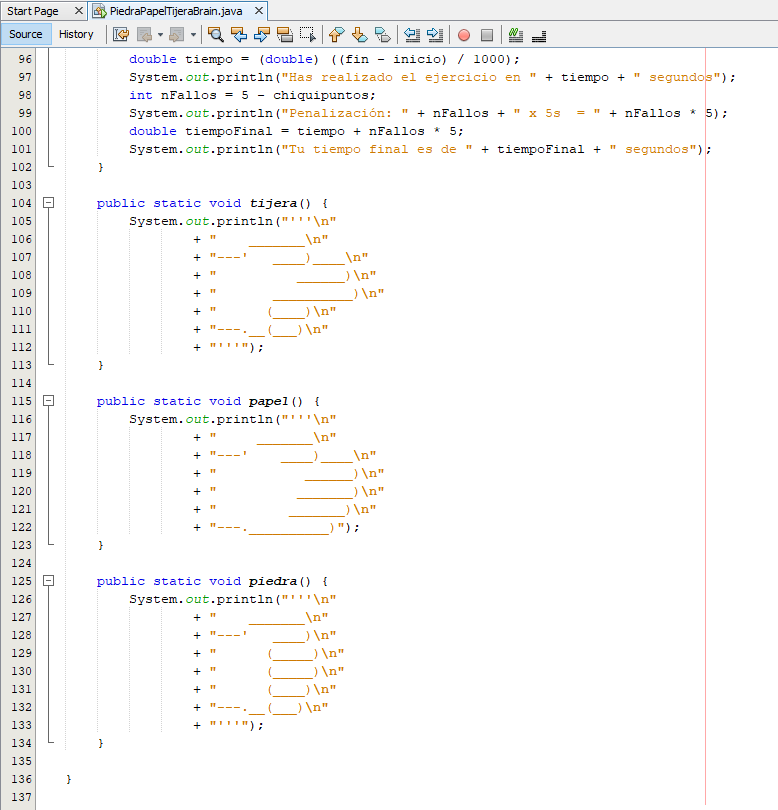 Start Page PiedraPapelTijeraBrain.java
Source History
96         double tiempo = (double) ((fin - inicio) / 1000);
97         System.out.println("Has realizado el ejercicio en " + tiempo + " segundos");
98         int nFallos = 5 - chiquipuntos;
99         System.out.println("Penalización: " + nFallos + " x 5s  = " + nFallos * 5);
100         double tiempoFinal = tiempo + nFallos * 5;
101         System.out.println("Tu tiempo final es de " + tiempoFinal + " segundos");
102     }
103
104     public static void tijera() {
105         System.out.println("'''\n"
106                 + "    _______\n"
107                 + "---'   ____)____\n"
108                 + "          ______)\n"
109                 + "       __________)\n"
110                 + "      (____)\n"
111                 + "---.__(___)\n"
112                 + "'''");
113     }
114
115     public static void papel() {
116         System.out.println("'''\n"
117                 + "     _______\n"
118                 + "---'    ____)____\n"
119                 + "           ______)\n"
120                 + "          _______)\n"
121                 + "         _______)\n"
122                 + "---.__________)");
123     }
124
125     public static void piedra() {
126         System.out.println("'''\n"
127                 + "    _______\n"
128                 + "---'   ____)\n"
129                 + "      (_____)\n"
130                 + "      (_____)\n"
131                 + "      (____)\n"
132                 + "---.__(___)\n"
133                 + "'''");
134     }
135
136 }
137